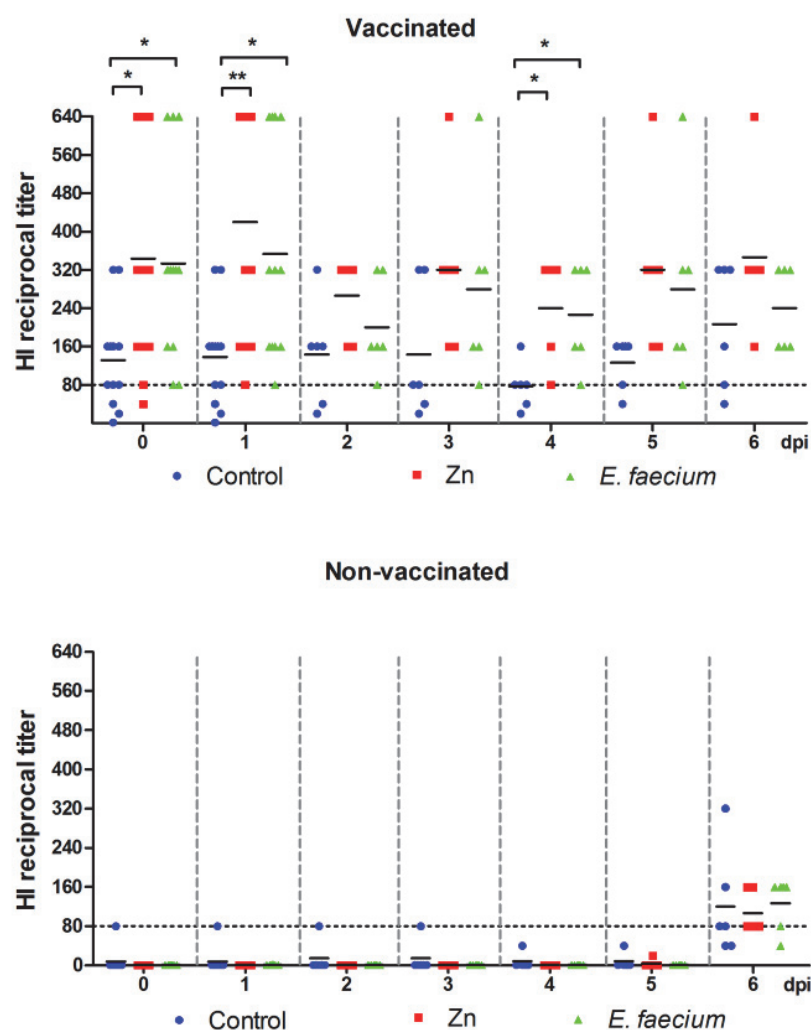 Vaccinated
* * *
* ** *
HI reciprocal titer
640
560
480
400
320
240
160
80
0 1 2 3 4 5 6 dpi
Control Zn E. faecium
Non-vaccinated
HI reciprocal titer
640
560
480
400
320
240
160
80
0
0 1 2 3 4 5 6 dpi
Control Zn E. faecium